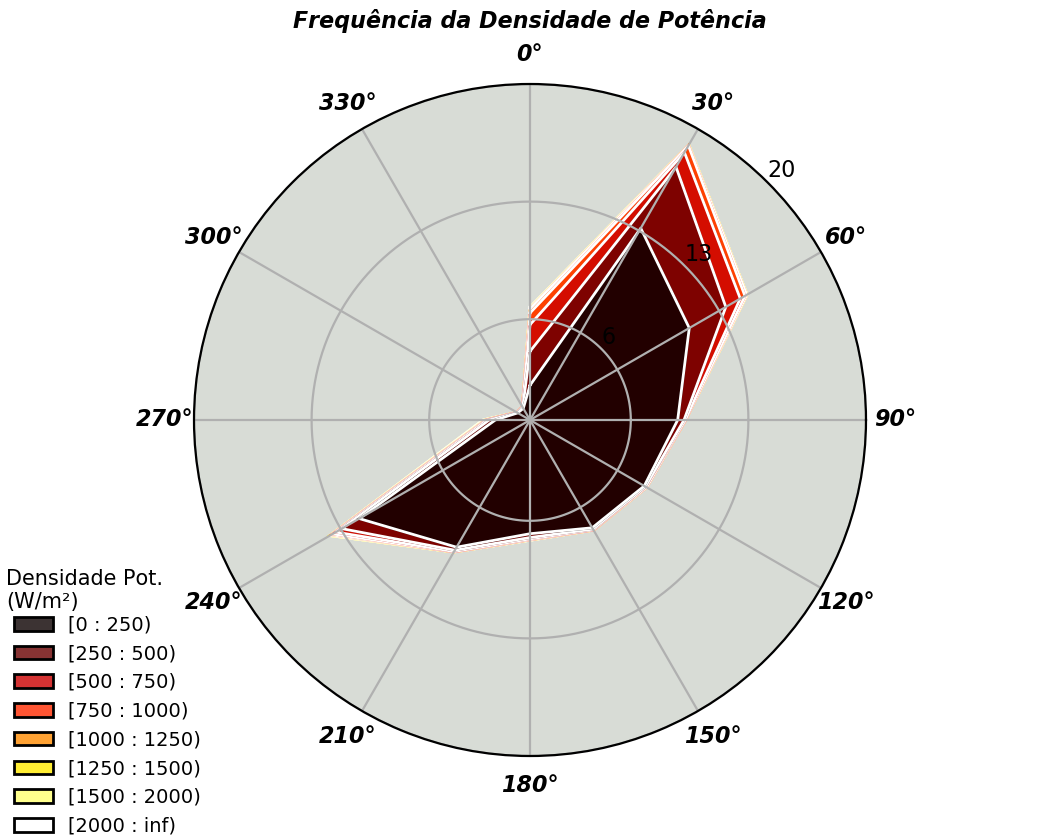 Frequência da Densidade de Potência
0°
330°
30°
20
300°
60°
13
6
270°
90°
Densidade Pot.
(W/m²)
240°
120°
[0 : 250)
[250 : 500)
[500 : 750)
[750 : 1000)
210°
150°
[1000 : 1250)
[1250 : 1500)
180°
[1500 : 2000)
[2000 : inf)